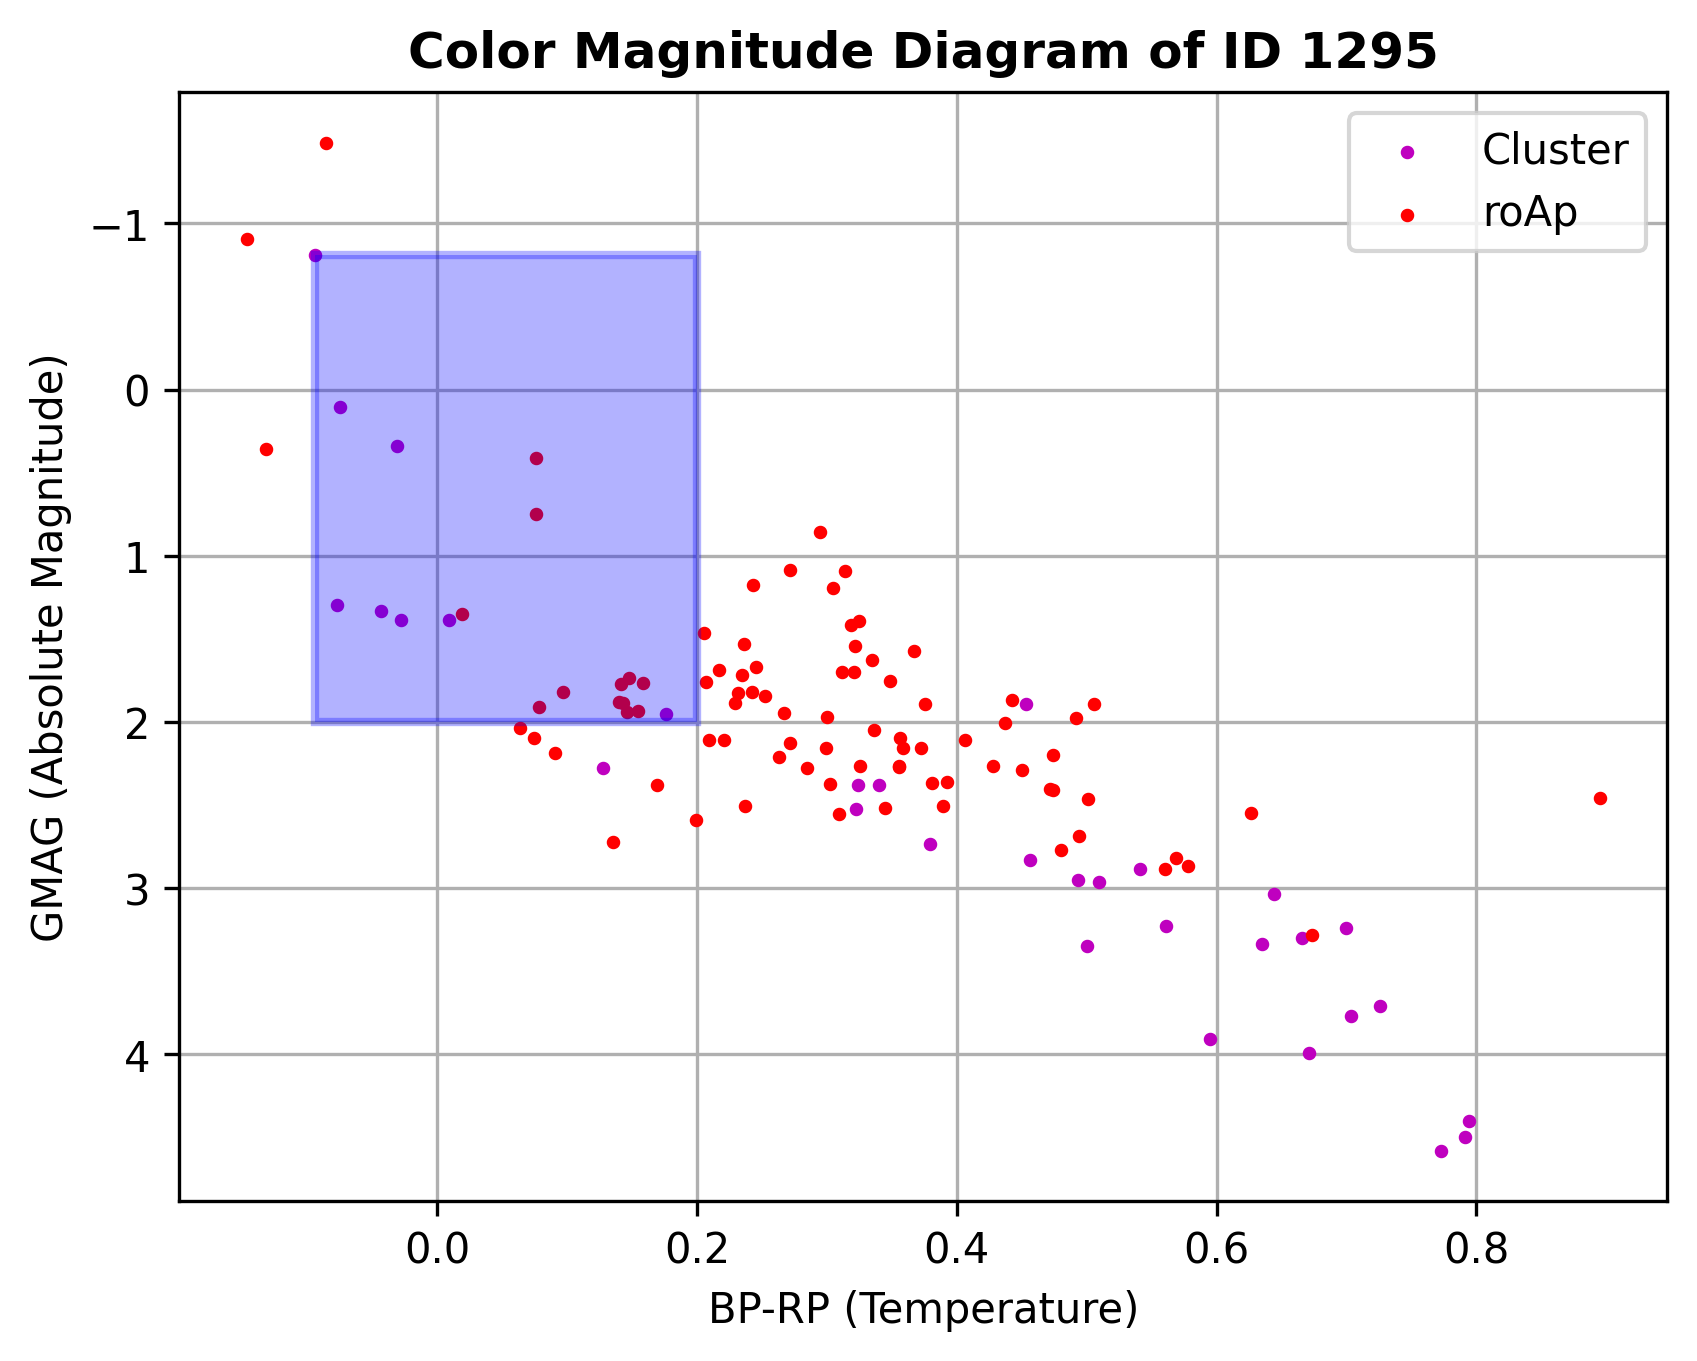 Color Magnitude Diagram of ID 1295
Cluster
roAp
GMAG (Absolute Magnitude)
−1
0
1
2
3
4
0.0 0.2 0.4 0.6 0.8
BP-RP (Temperature)